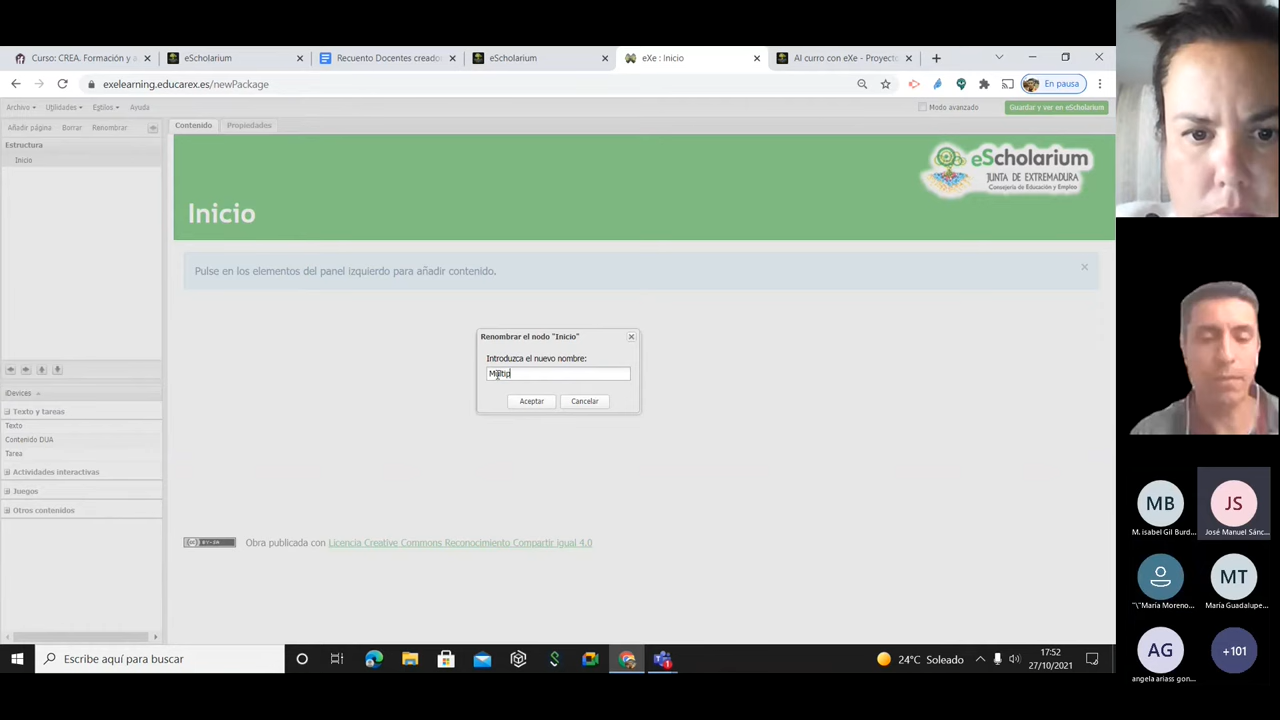 Curso: CREA. Formación y a
eScholarium
Recuento Docentes creado
eScholarium
eXe : Inicio
Al curro con eXe - Proyecto
exelearning.educarex.es/newPackage
En pausa
Archivo
Utilidades
Estilos
Ayuda
Modo avanzado
Guardar y ver en eScholarium
Añadir página
Borrar
Renombrar
Contenido
Propiedades
Estructura
Inicio
eScholarium
JUNTA DE EXTREMADURA
Consejería de Educación y Empleo
Inicio
Pulse en los elementos del panel izquierdo para añadir contenido.
Renombrar el nodo "Inicio"
Introduzca el nuevo nombre:
Aceptar
Cancelar
iDevices
Texto y tareas
Texto
Contenido DUA
Tarea
Actividades interactivas
Juegos
Otros contenidos
BY-SA
Obra publicada con Licencia Creative Commons Reconocimiento Compartir igual 4.0
MB
M. isabel Gil Burd...
JS
José Manuel Sánc...
"\"María Moreno...
MT
María Guadalupe...
AG
angela ariass gon...
+101
Escribe aquí para buscar
24°C Soleado
17:52
27/10/2021